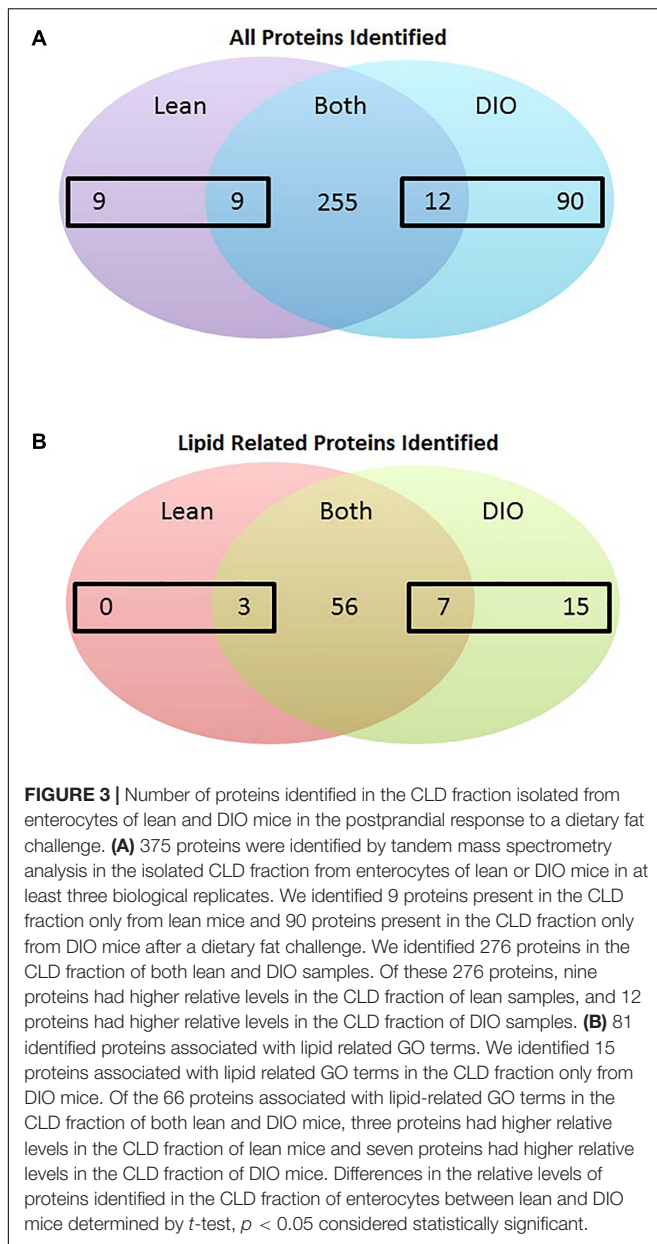 A
All Proteins Identified
Lean Both DIO
9 9 255 12 90
B
Lipid Related Proteins Identified
Lean Both DIO
0 3 56 7 15
FIGURE 3 | Number of proteins identified in the CLD fraction isolated from
enterocytes of lean and DIO mice in the postprandial response to a dietary fat
challenge. (A) 375 proteins were identified by tandem mass spectrometry
analysis in the isolated CLD fraction from enterocytes of lean or DIO mice in at
least three biological replicates. We identified 9 proteins present in the CLD
fraction only from lean mice and 90 proteins present in the CLD fraction only
from DIO mice after a dietary fat challenge. We identified 276 proteins in the
CLD fraction of both lean and DIO samples. Of these 276 proteins, nine
proteins had higher relative levels in the CLD fraction of lean samples, and 12
proteins had higher relative levels in the CLD fraction of DIO samples. (B) 81
identified proteins associated with lipid related GO terms. We identified 15
proteins associated with lipid related GO terms in the CLD fraction only from
DIO mice. Of the 66 proteins associated with lipid-related GO terms in the
CLD fraction of both lean and DIO mice, three proteins had higher relative
levels in the CLD fraction of lean mice and seven proteins had higher relative
levels in the CLD fraction of DIO mice. Differences in the relative levels of
proteins identified in the CLD fraction of enterocytes between lean and DIO
mice determined by t-test, p < 0.05 considered statistically significant.